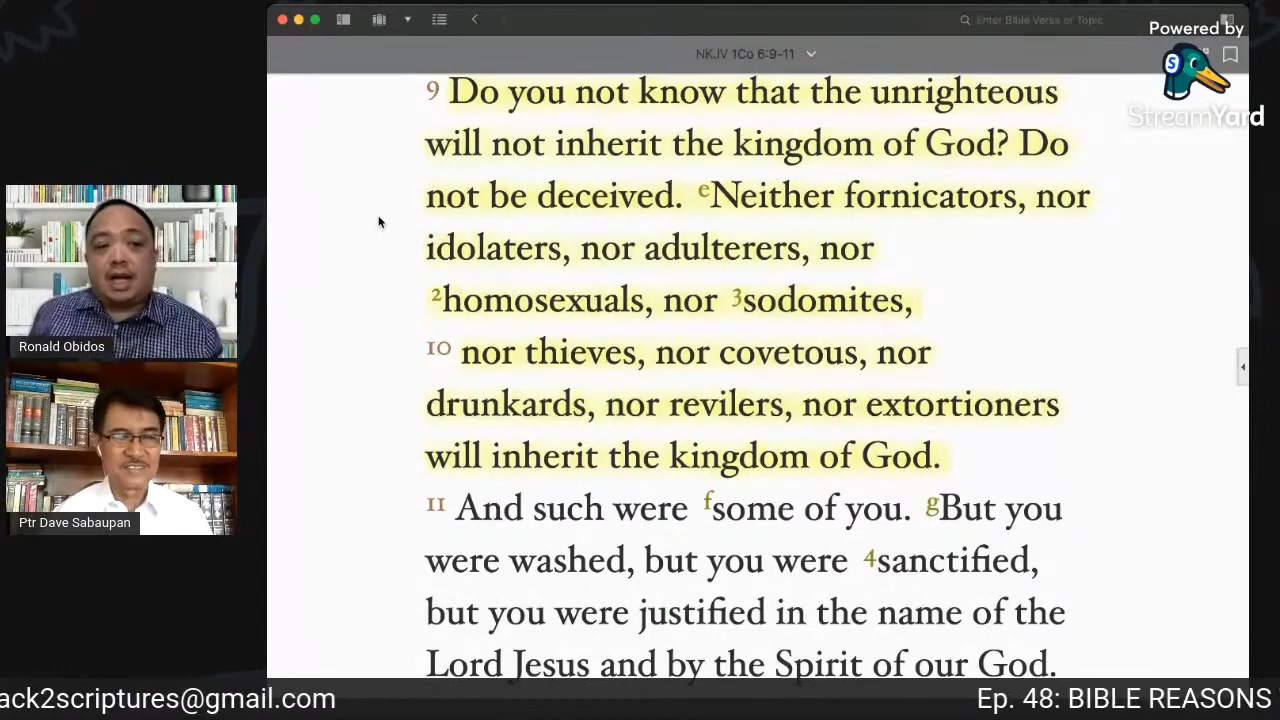 Enter Bible Verse or Topic
Powered by
StreamYard
NKJV 1Co 6:9-11
9 Do you not know that the unrighteous
will not inherit the kingdom of God? Do
not be deceived. eNeither fornicators, nor
idolaters, nor adulterers, nor
2homosexuals, nor 3sodomites,
10 nor thieves, nor covetous, nor
drunkards, nor revilers, nor extortioners
will inherit the kingdom of God.
11 And such were fsome of you. gBut you
were washed, but you were 4sanctified,
but you were justified in the name of the
Lord Jesus and by the Spirit of our God.
Ronald Obidos
Ptr Dave Sabaupan
ack2scriptures@gmail.com
Ep. 48: BIBLE REASONS